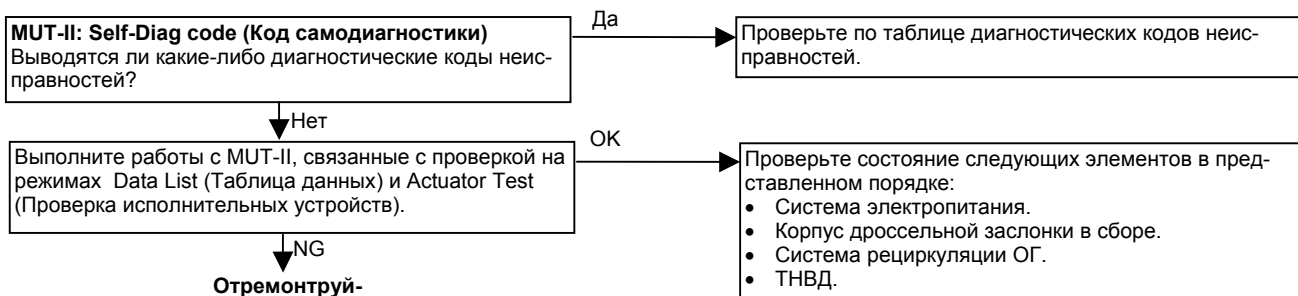 MUT-II: Self-Diag code (Код самодиагностики)
Выводятся ли какие-либо диагностические коды неис-
правностей?
Да
Проверьте по таблице диагностических кодов неис-
правностей.
Нет
Выполните работы с MUT-II, связанные с проверкой на
режимах Data List (Таблица данных) и Actuator Test
(Проверка исполнительных устройств).
OK
Проверьте состояние следующих элементов в пред-
ставленном порядке:
• Система электропитания.
• Корпус дроссельной заслонки в сборе.
• Система рециркуляции ОГ.
• ТНВД.
NG
Отремонтруй-